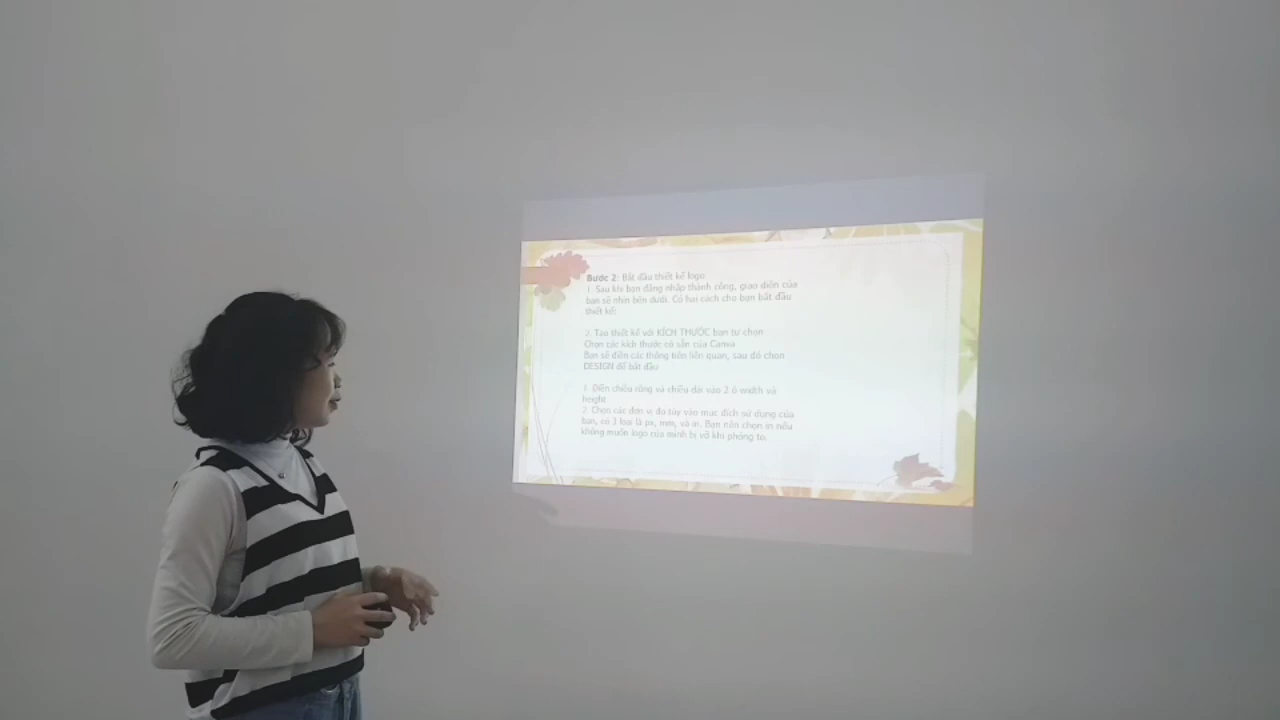 Bước 2: Bắt đầu thiết kế logo
1. Sau khi bạn đăng nhập thành công, giao diện của
bạn sẽ nhìn bên dưới. Có hai cách cho bạn bắt đầu
thiết kế:
2. Tạo thiết kế với KÍCH THƯỚC bạn tự chọn
Chọn các kích thước có sẵn của Canva
Bạn sẽ điền các thông tiên liên quan, sau đó chọn
DESIGN để bắt đầu
1. Điền chiều rộng và chiều dài vào 2 ô width và
height
2. Chọn các đơn vị đo tùy vào mục đích sử dụng của
bạn, có 3 loại là px, mm, và in. Bạn nên chọn in nếu
không muốn logo của mình bị vỡ khi phóng to.